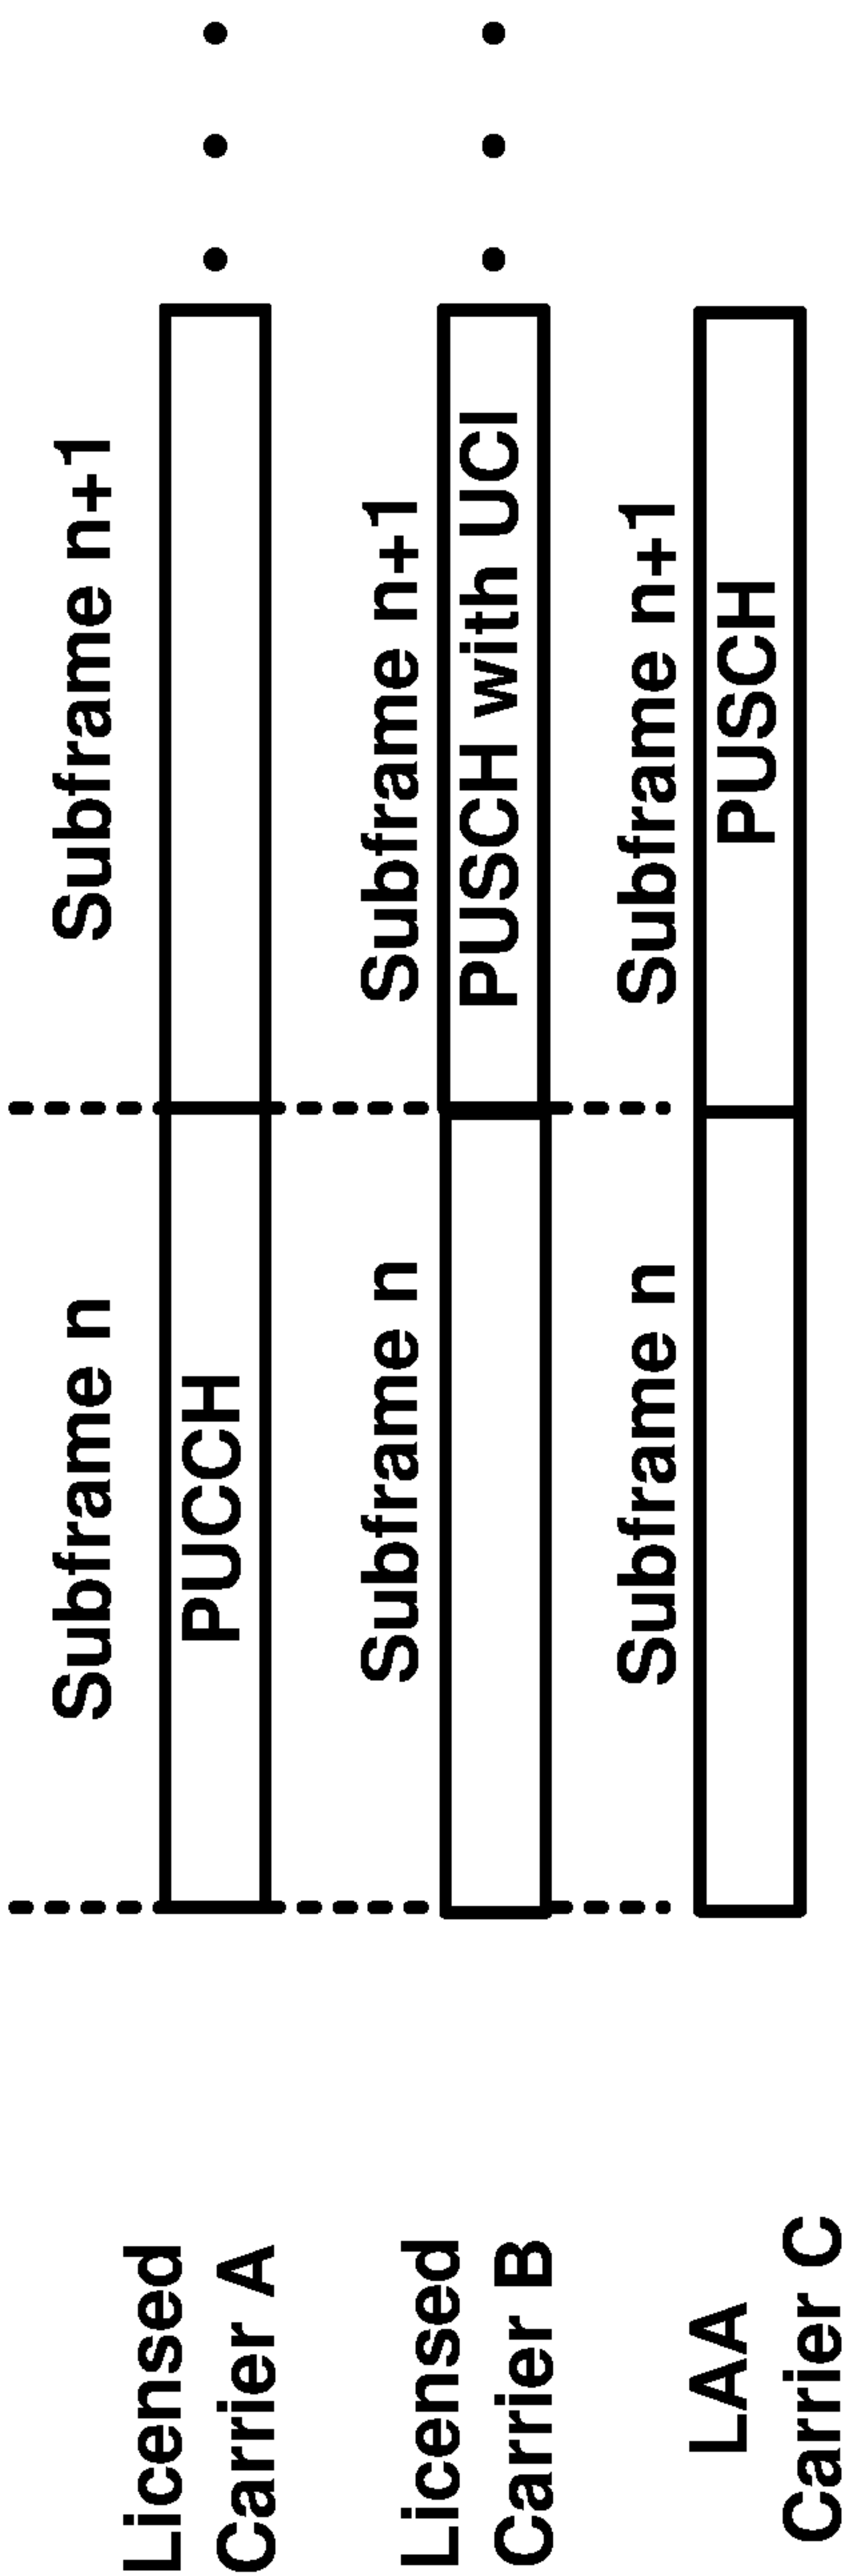 Subframe n
Subframe n+1
Licensed
Carrier A
PUCCH
Subframe n
Subframe n+1
Licensed
Carrier B
PUSCH with UCI
Subframe n
Subframe n+1
LAA
Carrier C
PUSCH